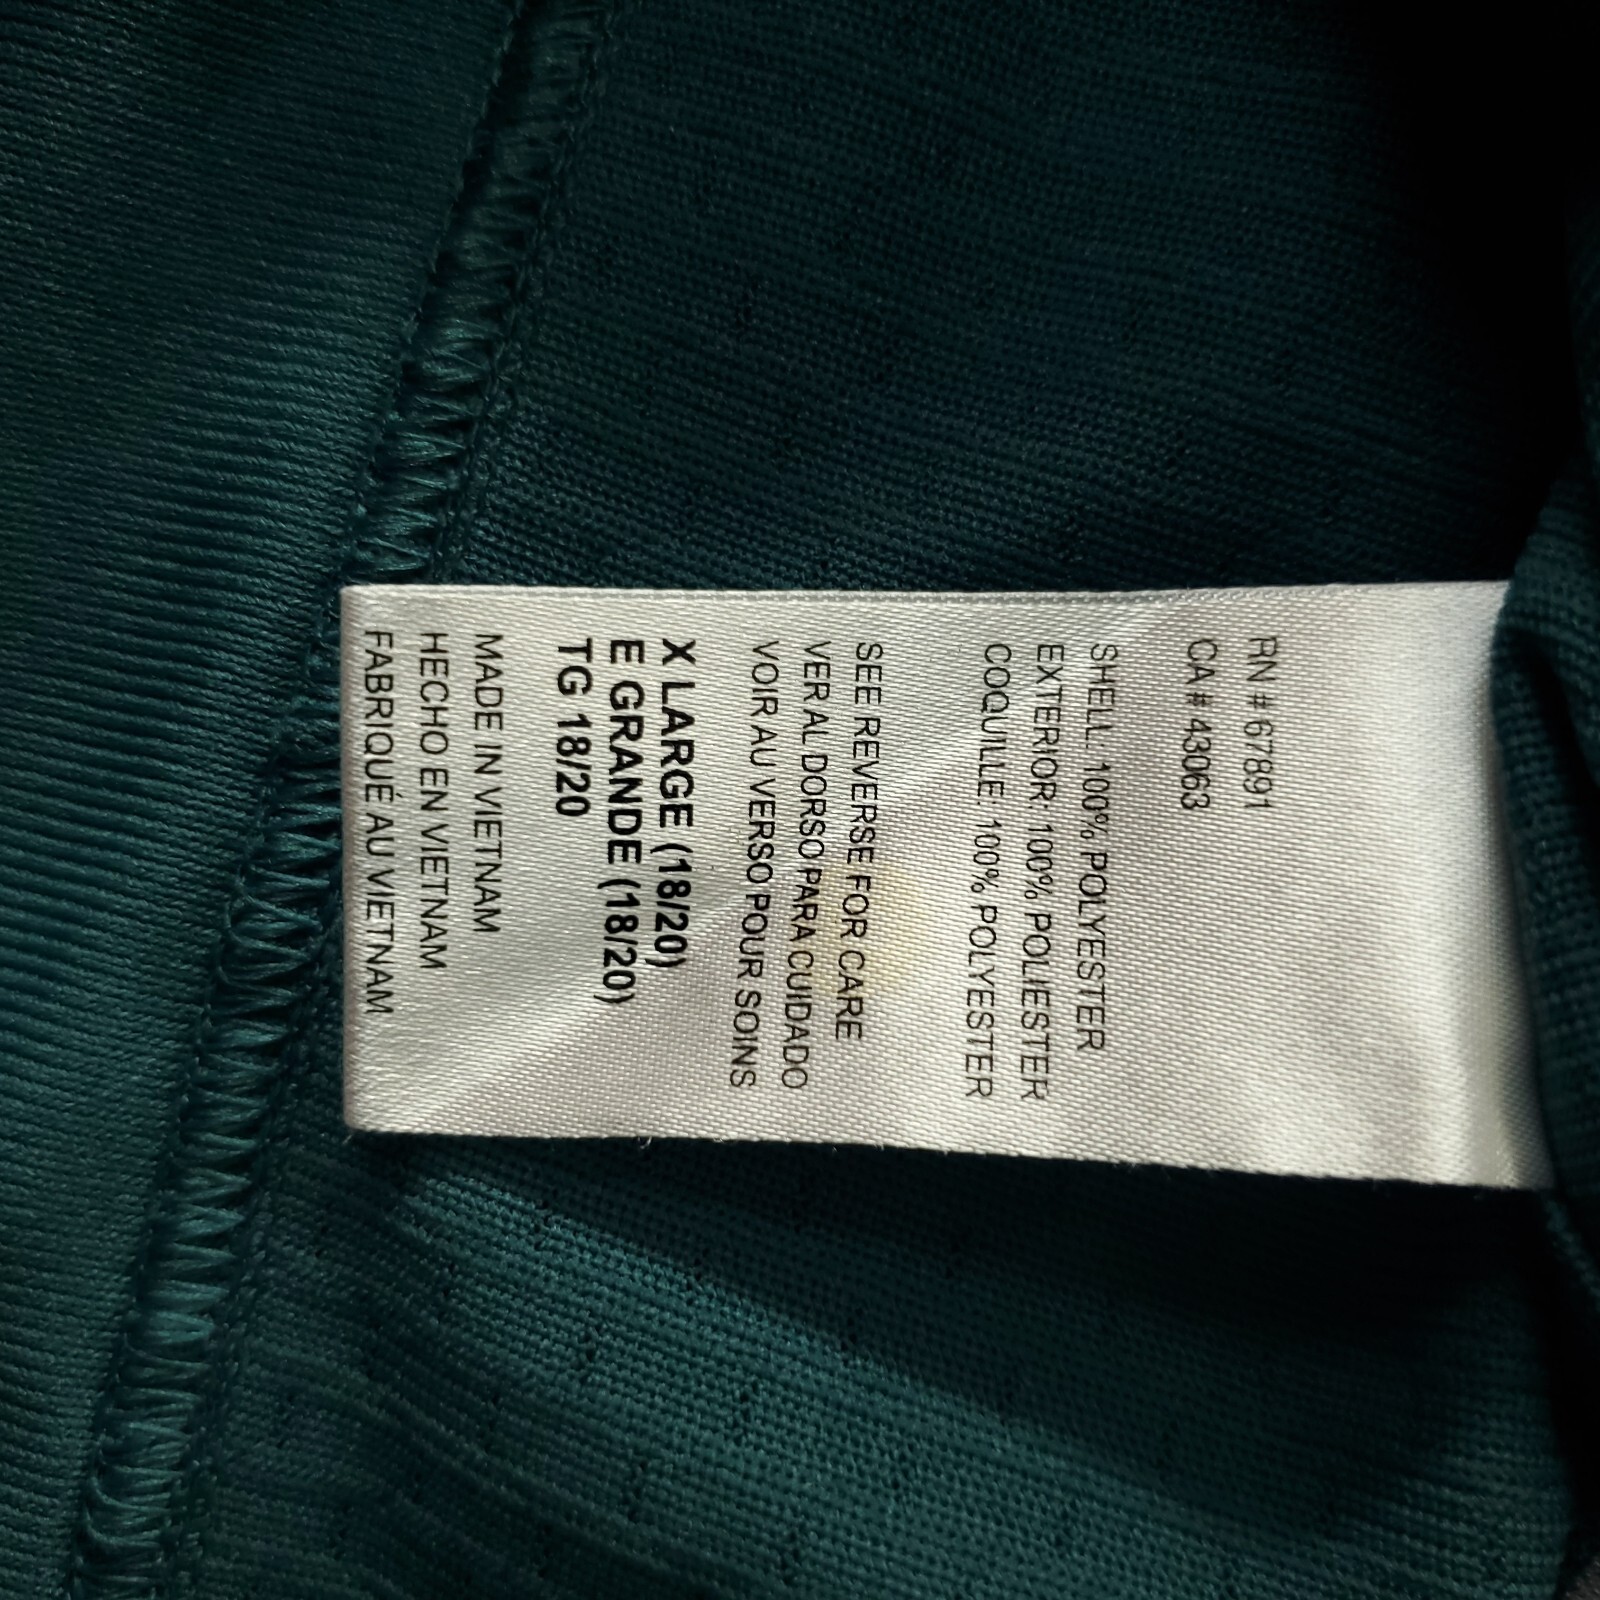 RN # 67891
CA # 43063
SHELL: 100% POLYESTER
EXTERIOR: 100% POLIESTER
COQUILLE: 100% POLYESTER
SEE REVERSE FOR CARE
VER AL DORSO PARA CUIDADO
VOIR AU VERSO POUR SOINS
X LARGE (18/20)
E GRANDE (18/20)
TG 18/20
MADE IN VIETNAM
HECHO EN VIETNAM
FABRIQUÉ AU VIETNAM